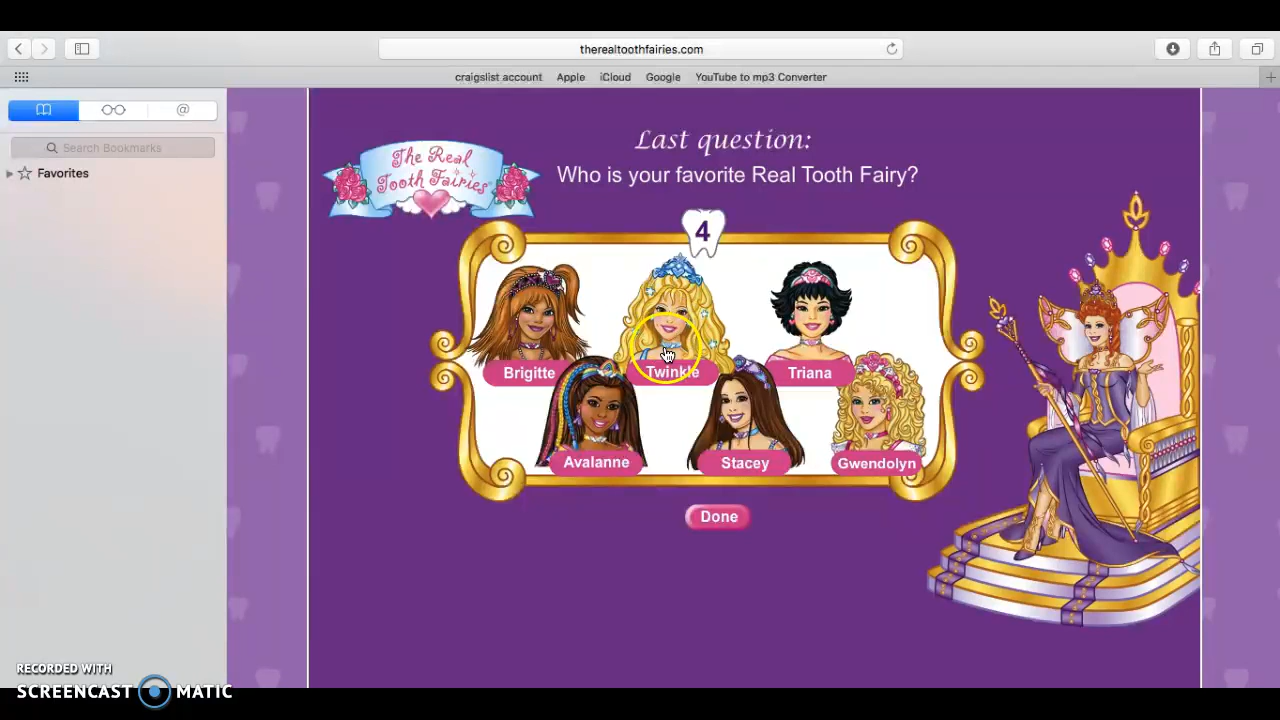 therealtoothfairies.com
craigslist account Apple iCloud Google YouTube to mp3 Converter
Search Bookmarks
Favorites
The Real
Tooth Fairies
Last question:
Who is your favorite Real Tooth Fairy?
4
Brigitte Twinkle Triana
Avalanne Stacey Gwendolyn
Done
RECORDED WITH
SCREENCAST MATIC